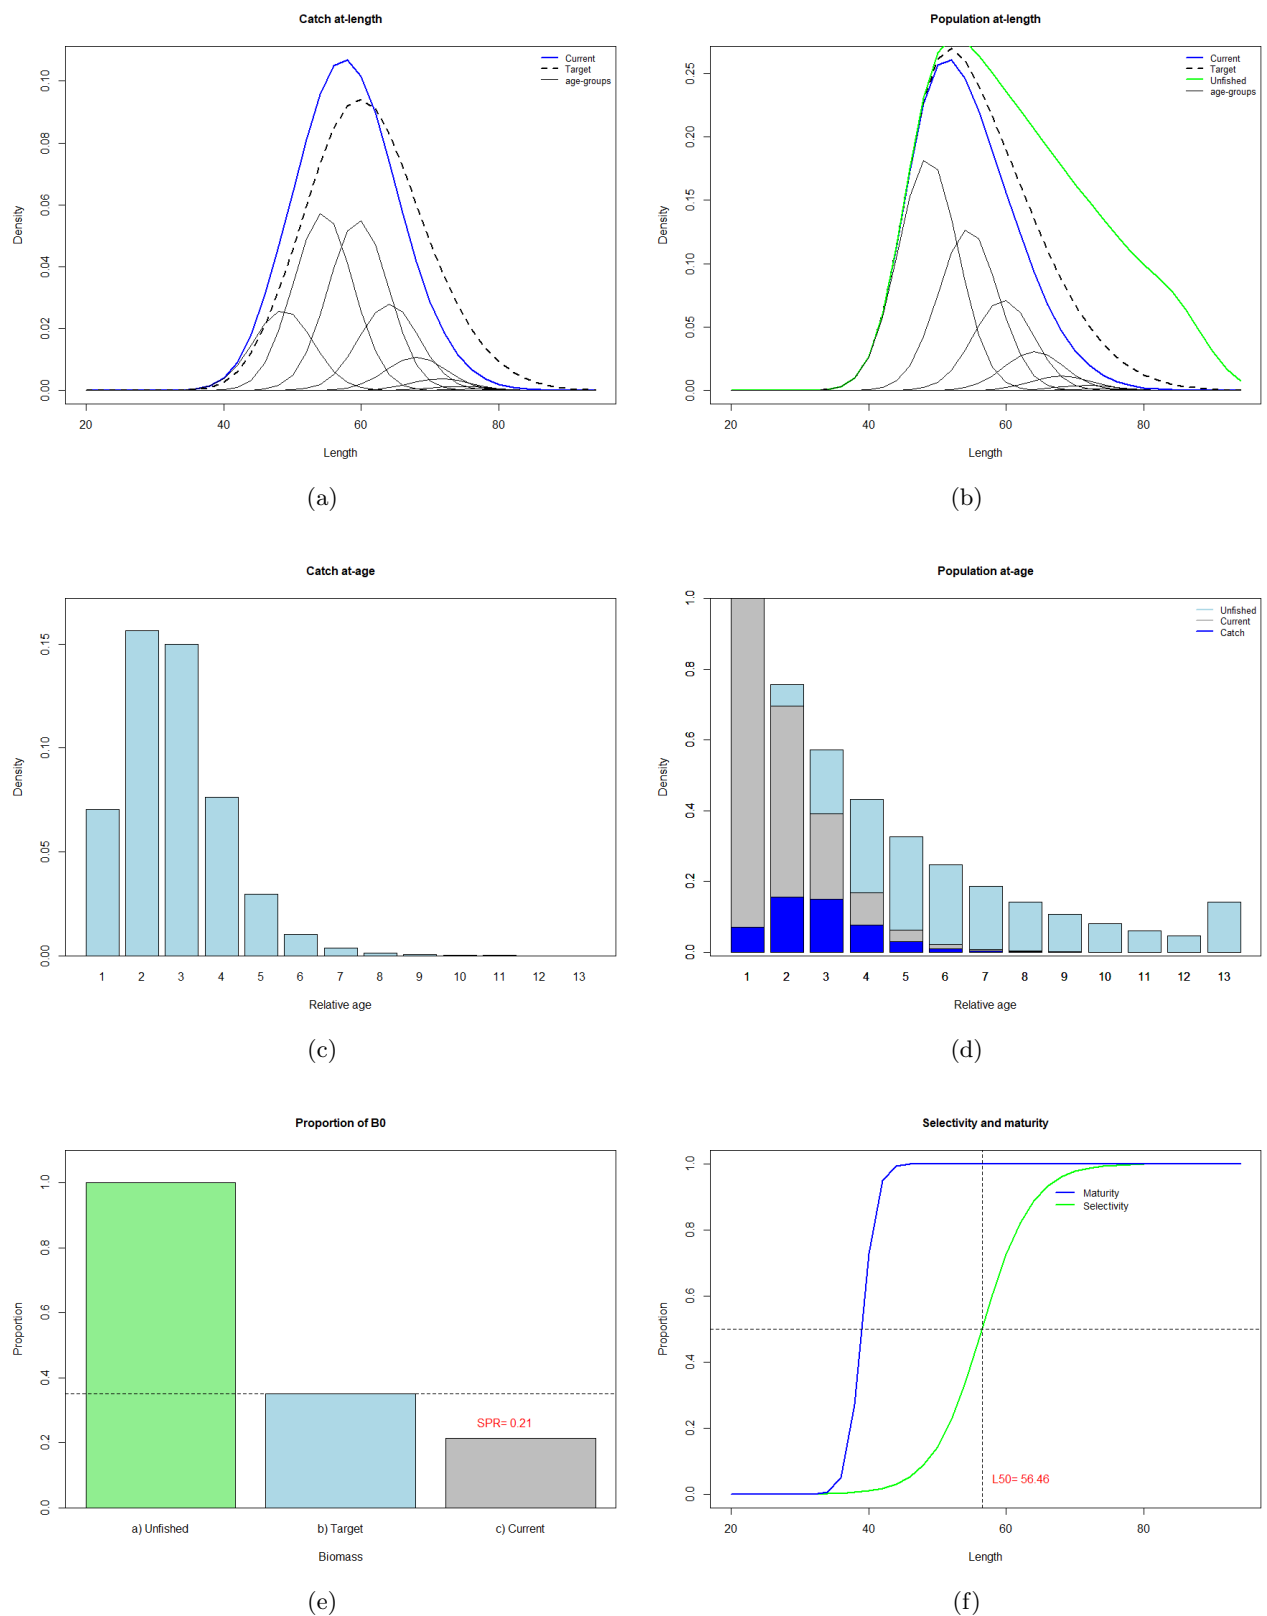 Catch at-length
Density
0.00 0.02 0.04 0.06 0.08 0.10
Current
Target
age-groups
20 40 60 80
Length
(a)
Population at-length
Density
0.00 0.05 0.10 0.15 0.20 0.25
Current
Target
Unfished
age-groups
20 40 60 80
Length
(b)
Catch at-age
Density
0.00 0.05 0.10 0.15
1 2 3 4 5 6 7 8 9 10 11 12 13
Relative age
(c)
Population at-age
Density
0.0 0.2 0.4 0.6 0.8 1.0
Unfished
Current
Catch
1 2 3 4 5 6 7 8 9 10 11 12 13
Relative age
(d)
Proportion of B0
Proportion
0.0 0.2 0.4 0.6 0.8 1.0
SPR= 0.21
a) Unfished b) Target c) Current
Biomass
(e)
Selectivity and maturity
Proportion
0.0 0.2 0.4 0.6 0.8 1.0
Maturity
Selectivity
L50= 56.46
20 40 60 80
Length
(f)